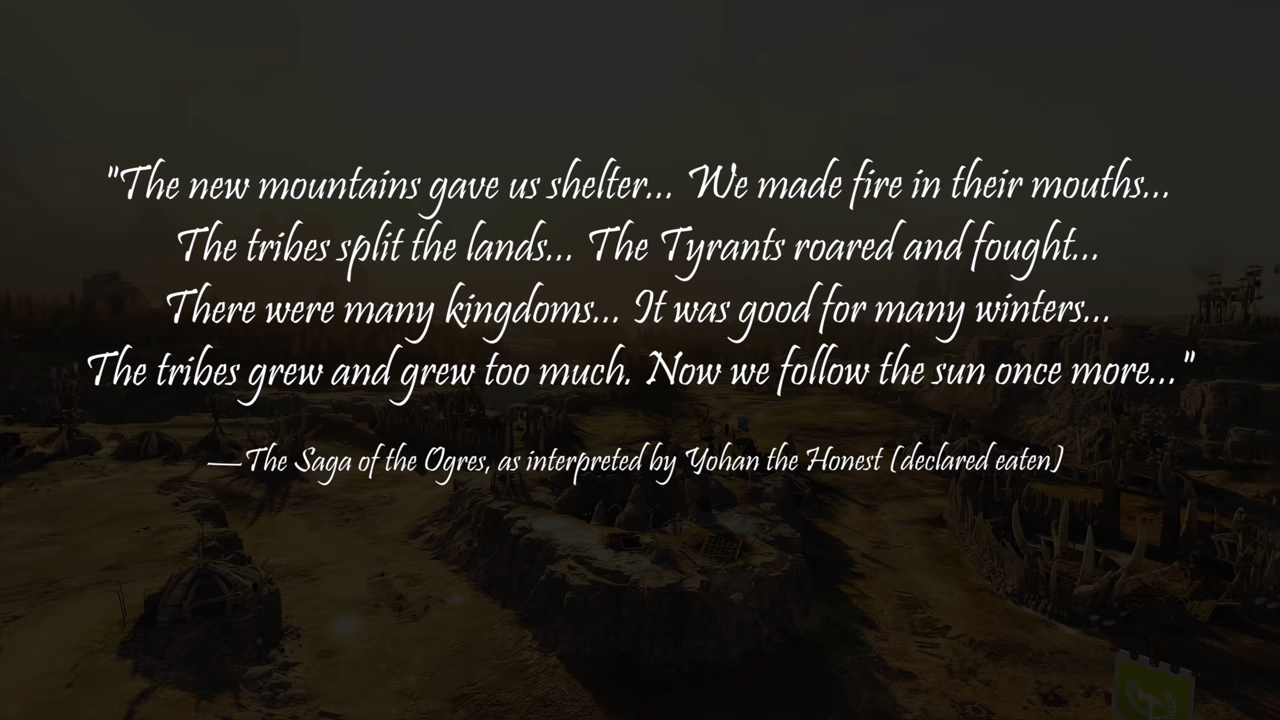 "The new mountains gave us shelter... We made fire in their mouths...
The tribes split the lands... The Tyrants roared and fought...
There were many kingdoms... It was good for many winters...
The tribes grew and grew too much. Now we follow the sun once more..."
—The Saga of the Ogres, as interpreted by Yohan the Honest (declared eaten)